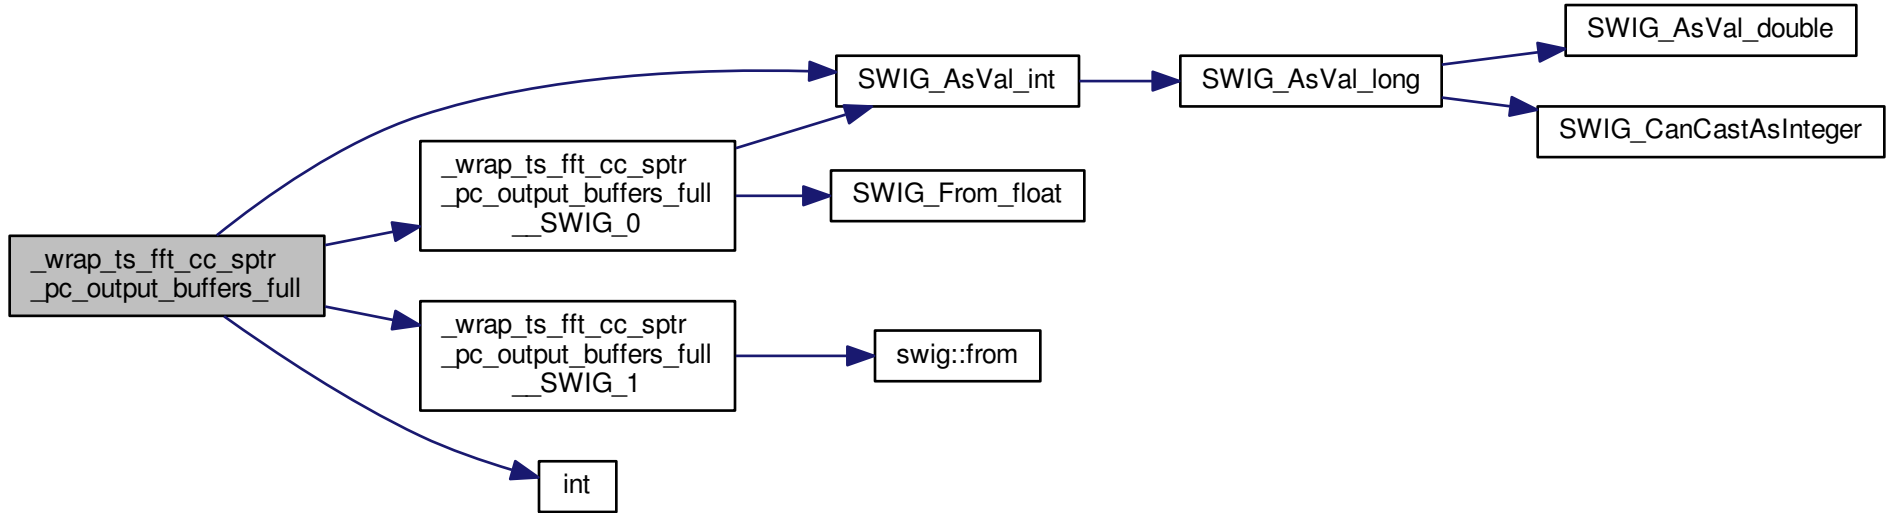 _wrap_ts_fft_cc_sptr
_pc_output_buffers_full
SWIG_AsVal_int
SWIG_AsVal_long
SWIG_AsVal_double
SWIG_CanCastAsInteger
_wrap_ts_fft_cc_sptr
_pc_output_buffers_full
__SWIG_0
SWIG_From_float
_wrap_ts_fft_cc_sptr
_pc_output_buffers_full
__SWIG_1
swig::from
int